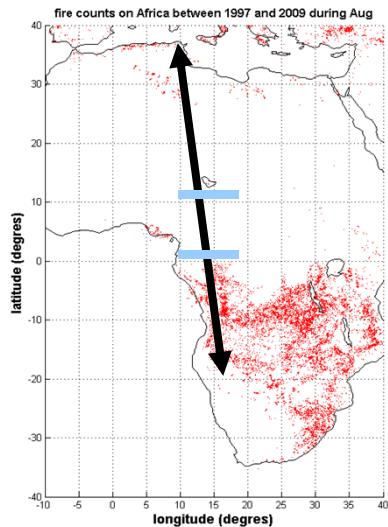 fire counts on Africa between 1997 and 2009 during Aug
40
30
20
10
0
-10
-20
-30
-40
latitude (degres)
-10 -5 0 5 10 15 20 25 30 35 40
longitude (degres)